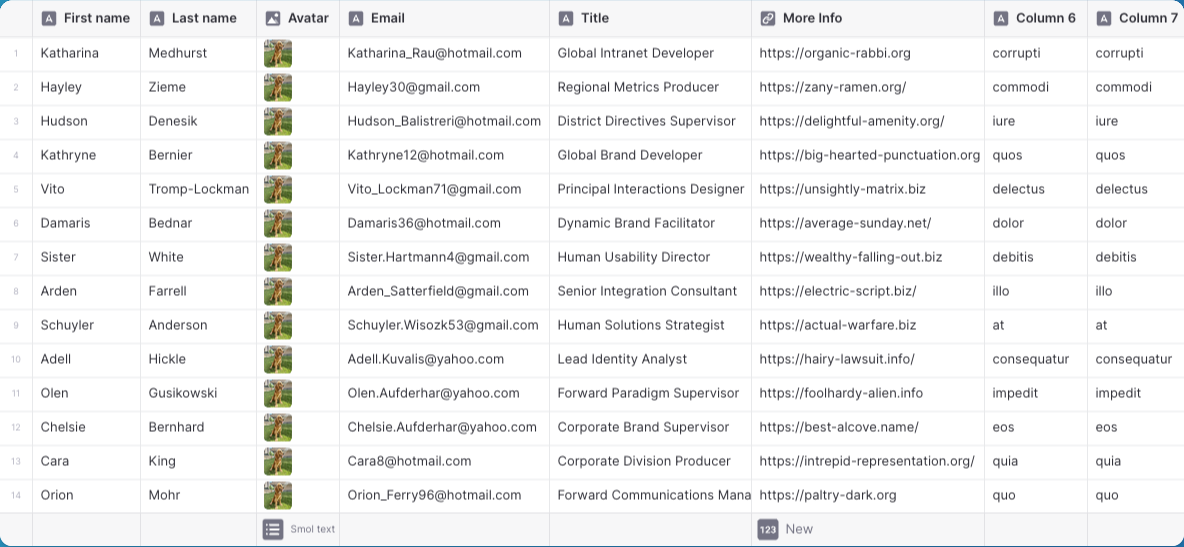 First name Last name Avatar Email Title More Info Column 6 Column 7
1 Katharina Medhurst Katharina_Rau@hotmail.com Global Intranet Developer https://organic-rabbi.org corrupti corrupti
2 Hayley Zieme Hayley30@gmail.com Regional Metrics Producer https://zany-ramen.org/ commodi commodi
3 Hudson Denesik Hudson_Balistreri@hotmail.com District Directives Supervisor https://delightful-amenity.org/ iure iure
4 Kathryne Bernier Kathryne12@hotmail.com Global Brand Developer https://big-hearted-punctuation.org quos quos
5 Vito Tromp-Lockman Vito_Lockman71@gmail.com Principal Interactions Designer https://unsightly-matrix.biz delectus delectus
6 Damaris Bednar Damaris36@hotmail.com Dynamic Brand Facilitator https://average-sunday.net/ dolor dolor
7 Sister White Sister.Hartmann4@gmail.com Human Usability Director https://wealthy-falling-out.biz debitis debitis
8 Arden Farrell Arden_Satterfield@gmail.com Senior Integration Consultant https://electric-script.biz/ illo illo
9 Schuyler Anderson Schuyler.Wisozk53@gmail.com Human Solutions Strategist https://actual-warfare.biz at at
10 Adell Hickle Adell.Kuvalis@yahoo.com Lead Identity Analyst https://hairy-lawsuit.info/ consequatur consequatur
11 Olen Gusikowski Olen.Aufderhar@yahoo.com Forward Paradigm Supervisor https://foolhardy-alien.info impedit impedit
12 Chelsie Bernhard Chelsie.Aufderhar@yahoo.com Corporate Brand Supervisor https://best-alcove.name/ eos eos
13 Cara King Cara8@hotmail.com Corporate Division Producer https://intrepid-representation.org/ quia quia
14 Orion Mohr Orion_Ferry96@hotmail.com Forward Communications Mana https://paltry-dark.org quo quo
Smol text 123 New